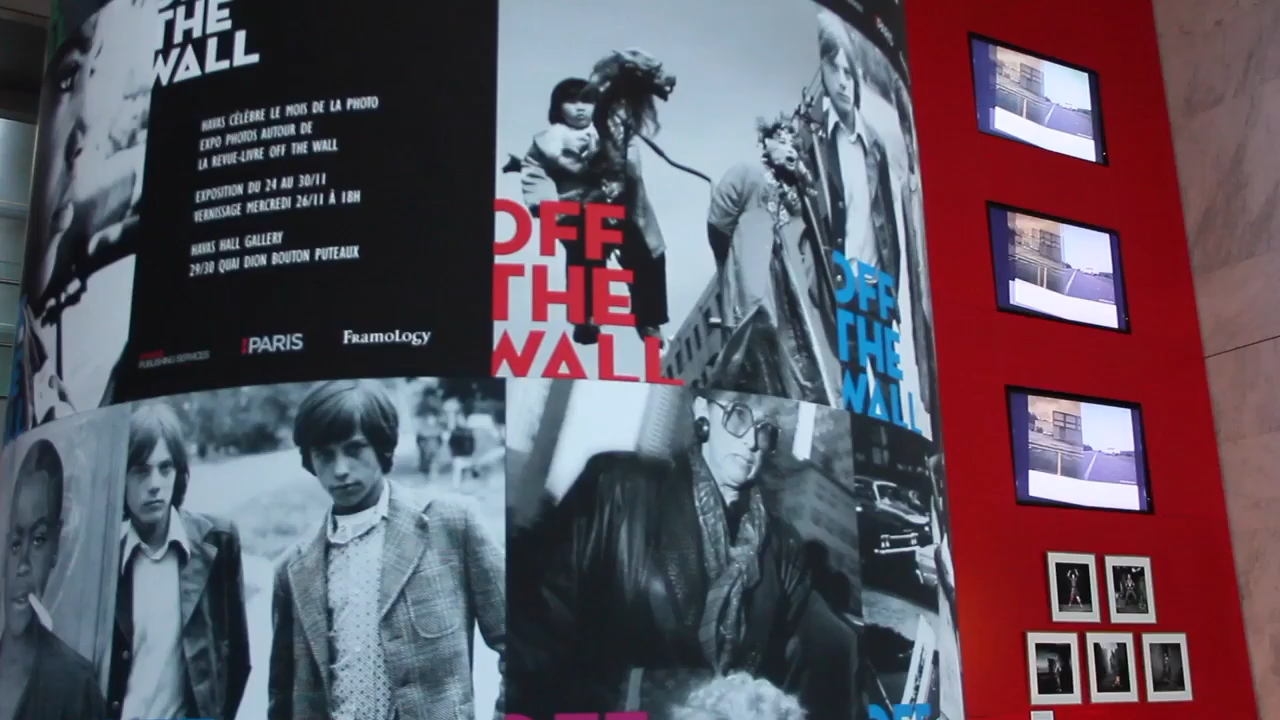 THE
WALL
HAVAS CÉLÈBRE LE MOIS DE LA PHOTO
EXPO PHOTOS AUTOUR DE
LA REVUE-LIVRE OFF THE WALL
EXPOSITION DU 24 AU 30/11
VERNISSAGE MERCREDI 26/11 À 18H
HAVAS HALL GALLERY
29/30 QUAI DION BOUTON PUTEAUX
PUBLISHING SERVICES
PARIS
FRAMOLOGY
OFF
THE
WALL
OFF
THE
WALL
OFF
OFF